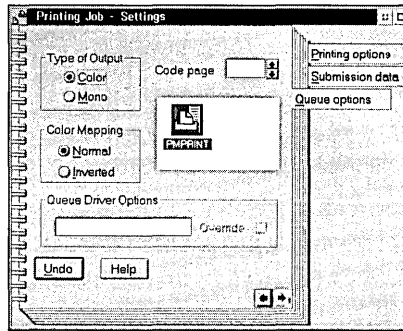 Printing Job - Settings
Type of Output
Color
Mono
Code page
Color Mapping
Normal
Inverted
PMPRINT
Queue Driver Options
Override
Undo
Help
Printing options
Submission data
Queue options